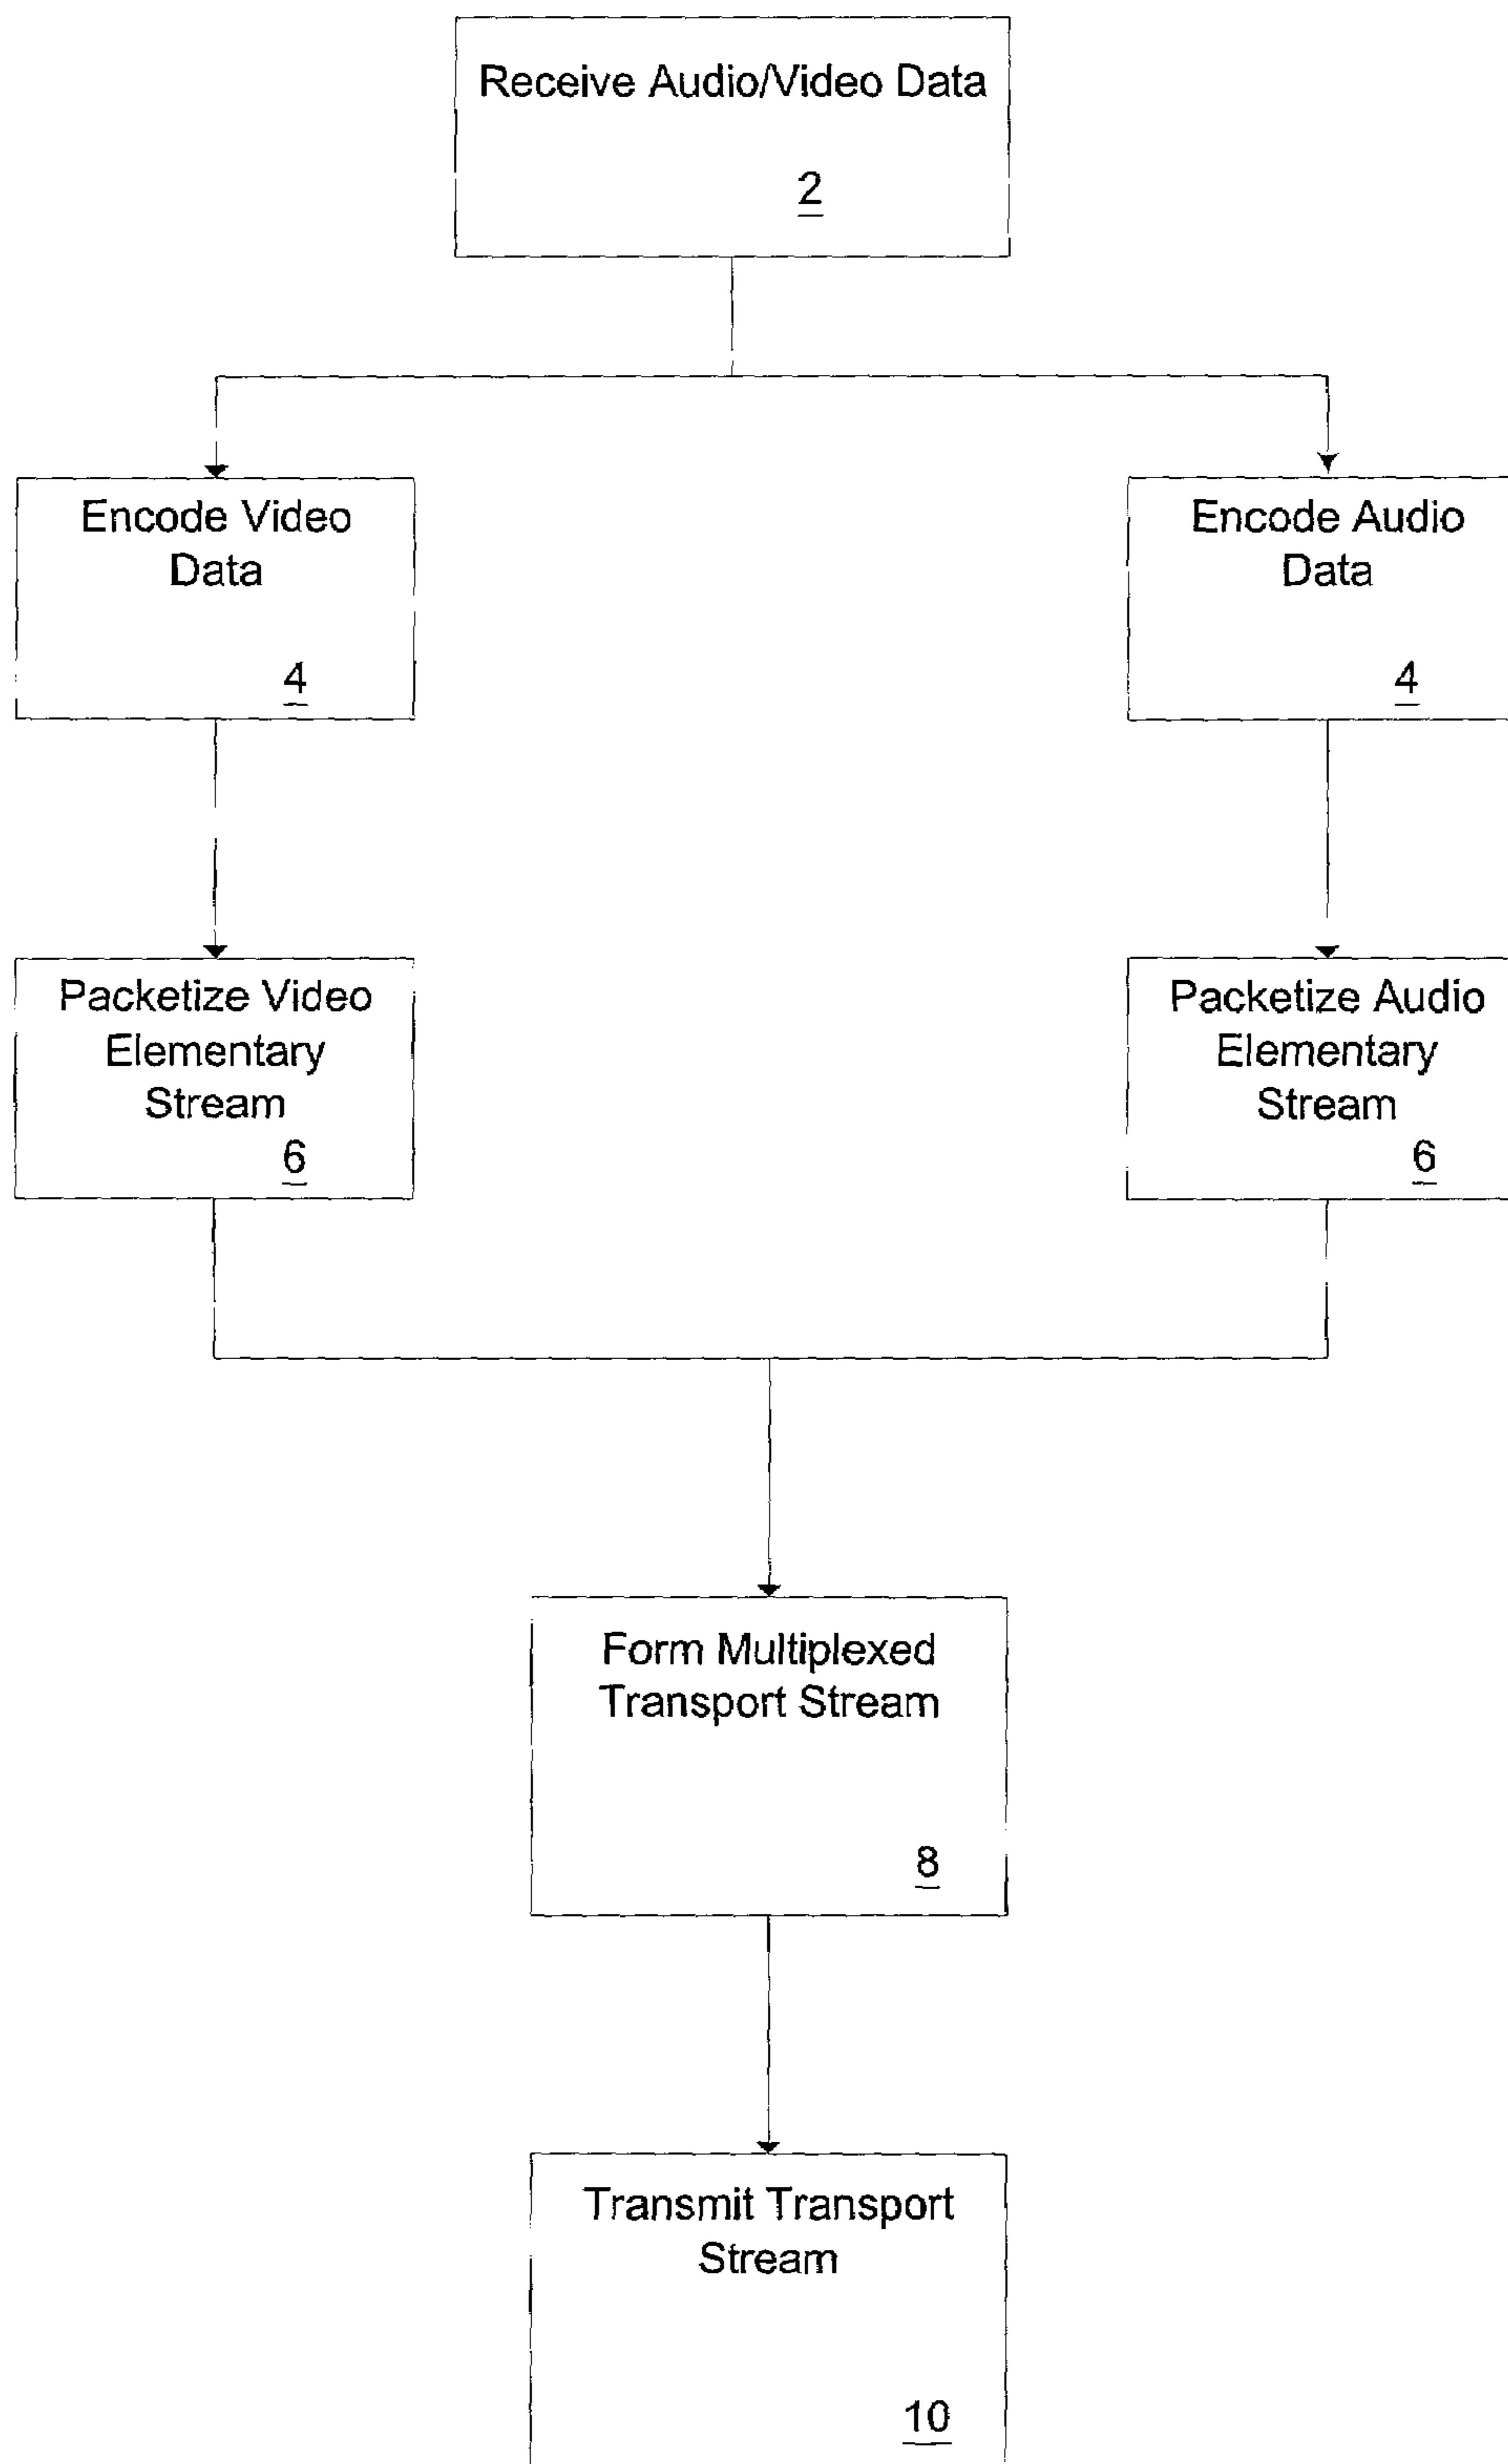 Receive Audio/Video Data
2
Encode Video
Data
4
Encode Audio
Data
4
Packetize Video
Elementary
Stream
6
Packetize Audio
Elementary
Stream
6
Form Multiplexed
Transport Stream
8
Transmit Transport
Stream
10